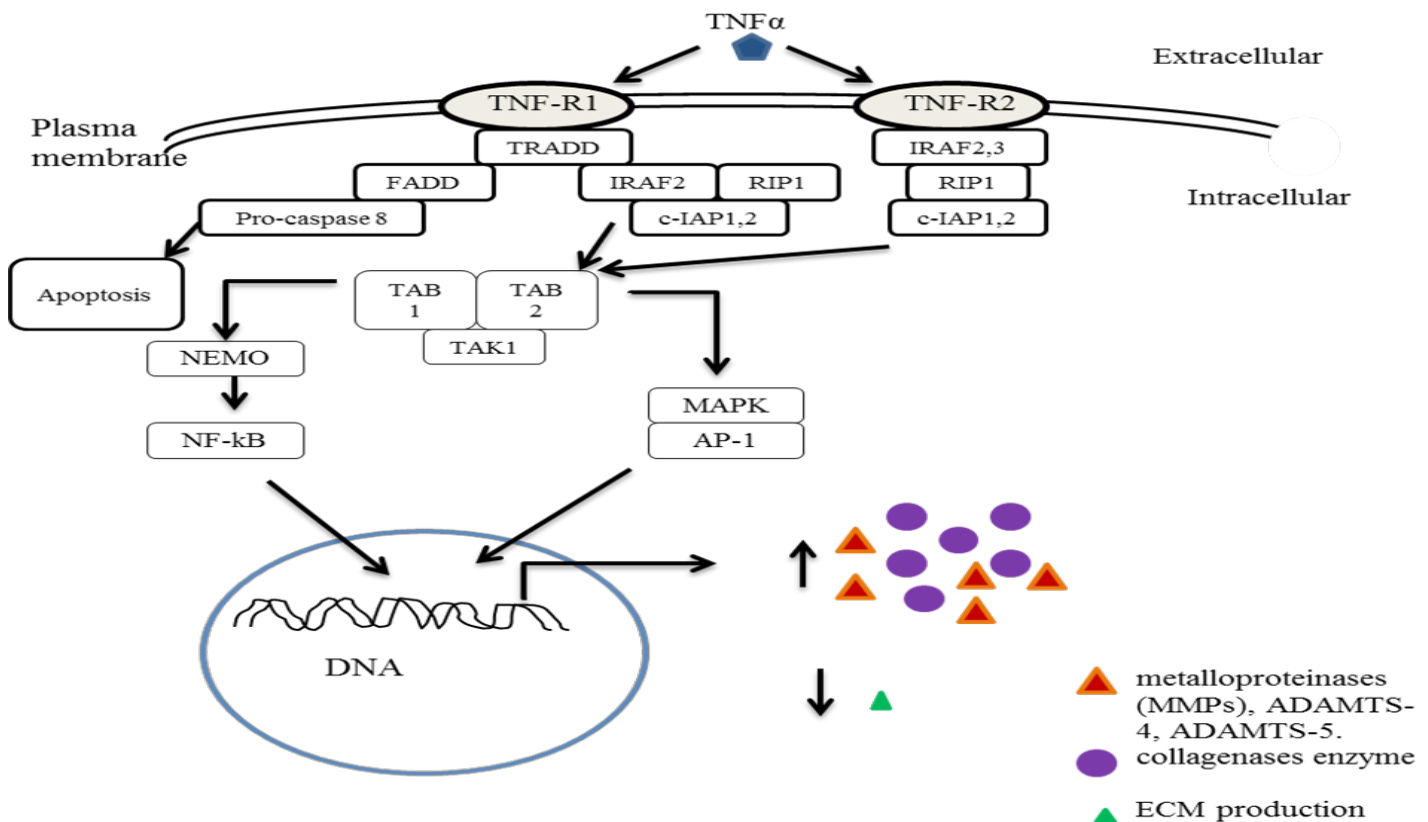 TNFα
Extracellular
TNF-R1
TNF-R2
Plasma
membrane
TRADD
IRAF2,3
FADD
IRAF2
RIP1
RIP1
Intracellular
Pro-caspase 8
c-IAP1,2
c-IAP1,2
Apoptosis
TAB
1
TAB
2
TAK1
NEMO
MAPK
NF-kB
AP-1
DNA
metalloproteinases
(MMPs), ADAMTS-
4, ADAMTS-5.
collagenases enzyme
ECM production